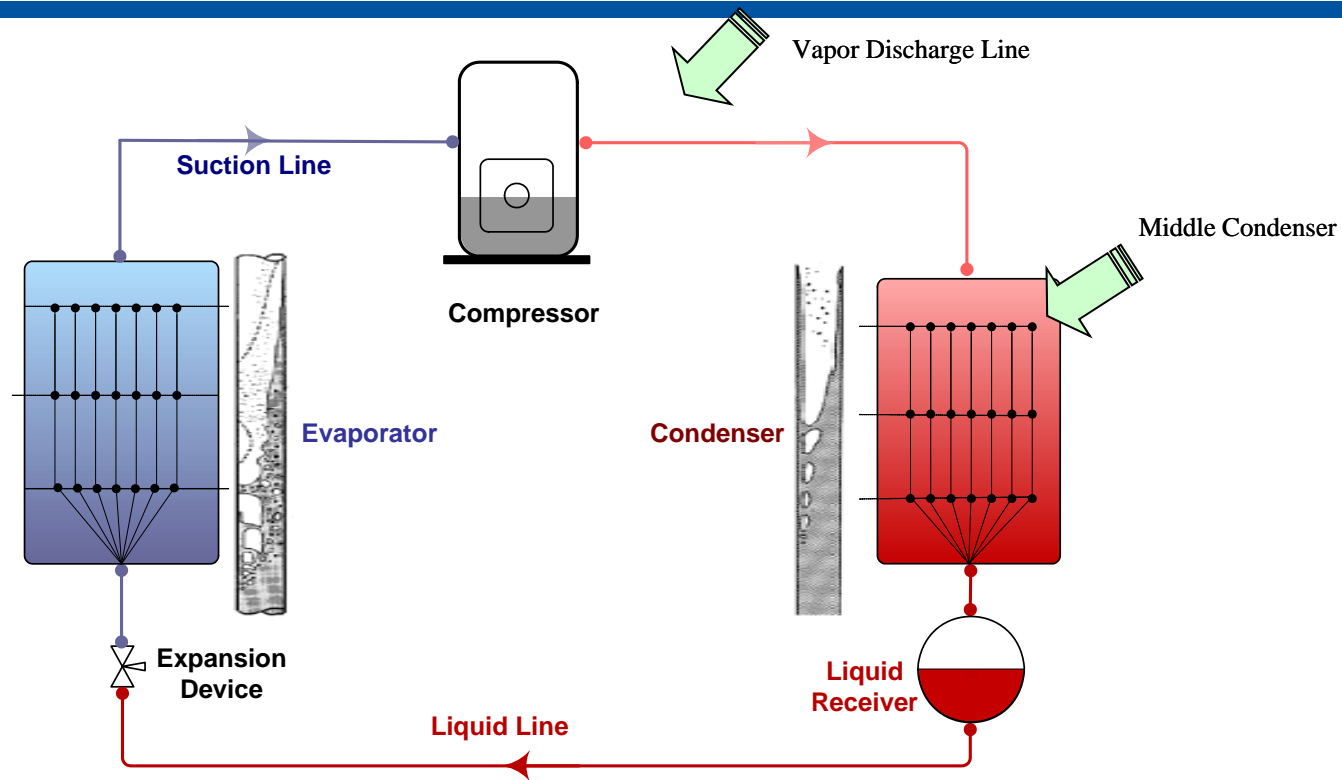 Vapor Discharge Line
Suction Line
Middle Condenser
Compressor
Evaporator
Condenser
Expansion
Device
Liquid
Receiver
Liquid Line